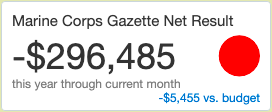 Marine Corps Gazette Net Result
-$296,485
this year through current month
-$5,455 vs. budget